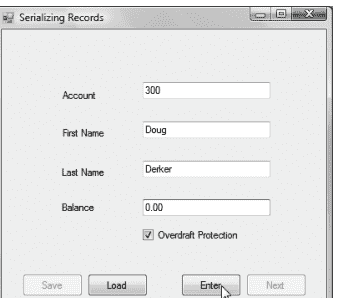 Serializing Records
Account 300
First Name Doug
Last Name Derker
Balance 0.00
Overdraft Protection
Save Load Enter Next